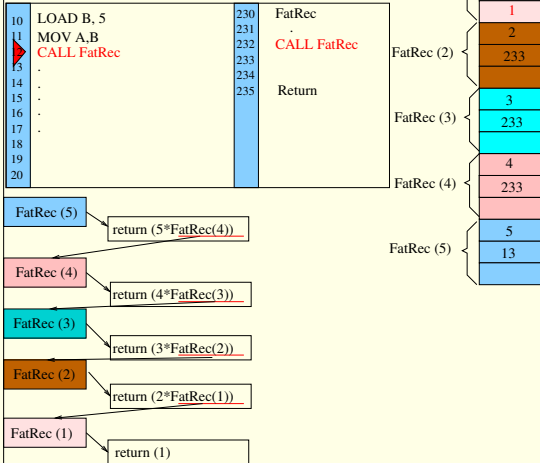 10 LOAD B, 5
11 MOV A,B
CALL FatRec
13 .
14 .
15 .
16 .
17 .
18
19
20
230 FatRec
231 .
232 CALL FatRec
233
234
235 Return
1
FatRec (2)
2
233
FatRec (3)
3
233
FatRec (4)
4
233
FatRec (5)
5
13
FatRec (5)
return (5*FatRec(4))
FatRec (4)
return (4*FatRec(3))
FatRec (3)
return (3*FatRec(2))
FatRec (2)
return (2*FatRec(1))
FatRec (1)
return (1)